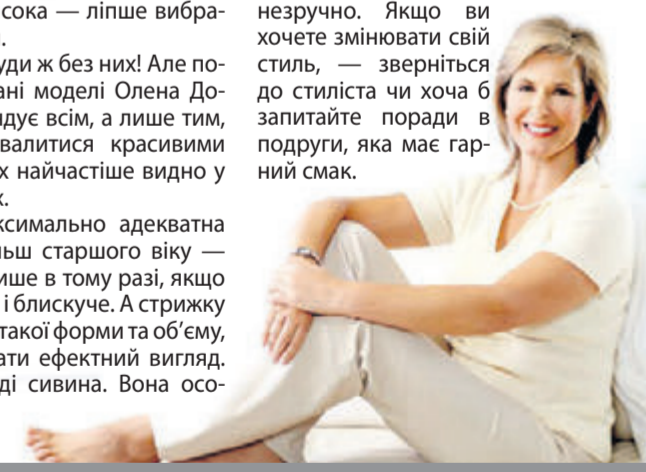 сока — ліпше вибра-
.
уди ж без них! Але по-
ані моделі Олена До-
дує всім, а лише тим,
валитися красивими
х найчастіше видно у
х.
ксимально адекватна
льш старшого віку —
ише в тому разі, якщо
і блискуче. А стрижку
такої форми та об’єму,
ати ефектний вигляд.
ді сивина. Вона осо-
незручно. Якщо ви
хочете змінювати свій
стиль, — зверніться
до стиліста чи хоча б
запитайте поради в
подруги, яка має гар-
ний смак.